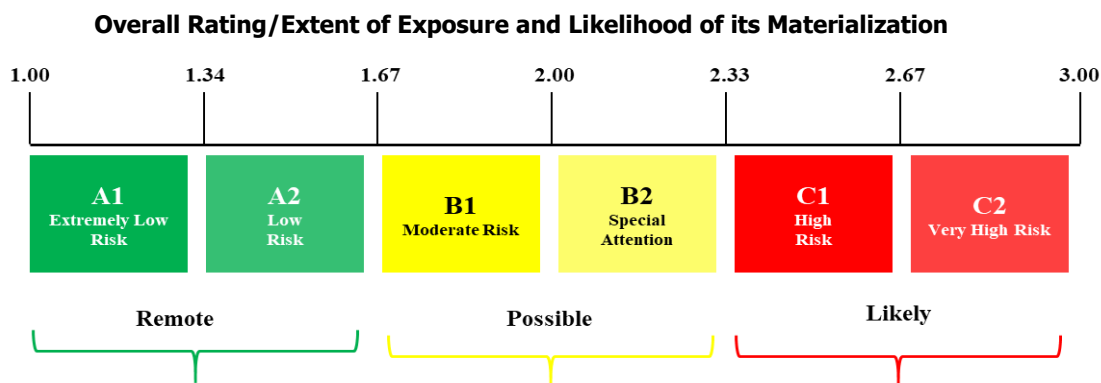 Overall Rating/Extent of Exposure and Likelihood of its Materialization
1.00 1.34 1.67 2.00 2.33 2.67 3.00
A1
Extremely Low
Risk
A2
Low
Risk
B1
Moderate Risk
B2
Special
Attention
C1
High
Risk
C2
Very High Risk
Remote
Possible
Likely